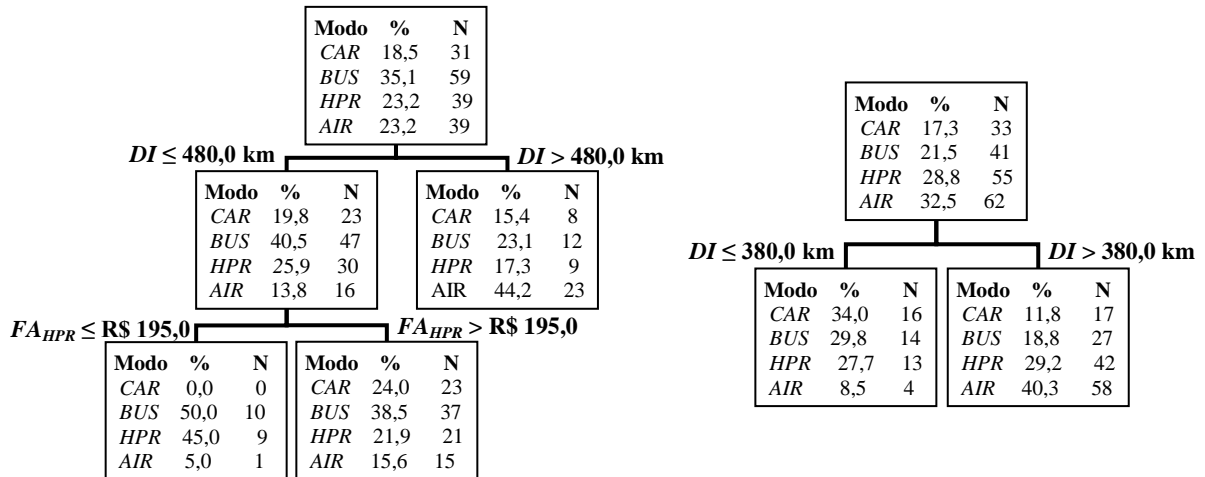 Modo % N
CAR 18,5 31
BUS 35,1 59
HPR 23,2 39
AIR 23,2 39
DI ≤ 480,0 km
DI > 480,0 km
Modo % N
CAR 19,8 23
BUS 40,5 47
HPR 25,9 30
AIR 13,8 16
Modo % N
CAR 15,4 8
BUS 23,1 12
HPR 17,3 9
AIR 44,2 23
FAHPR ≤ R$ 195,0
FAHPR > R$ 195,0
Modo % N
CAR 0,0 0
BUS 50,0 10
HPR 45,0 9
AIR 5,0 1
Modo % N
CAR 24,0 23
BUS 38,5 37
HPR 21,9 21
AIR 15,6 15
Modo % N
CAR 17,3 33
BUS 21,5 41
HPR 28,8 55
AIR 32,5 62
DI ≤ 380,0 km
DI > 380,0 km
Modo % N
CAR 34,0 16
BUS 29,8 14
HPR 27,7 13
AIR 8,5 4
Modo % N
CAR 11,8 17
BUS 18,8 27
HPR 29,2 42
AIR 40,3 58